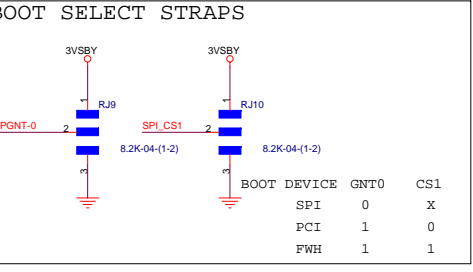 BOOT SELECT STRAPS
3VSBY 3VSBY
1 RJ9 1 RJ10
PGNT-0 2 SPI_CS1 2
8.2K-04-(1-2) 8.2K-04-(1-2)
3 3
BOOT DEVICE GNT0 CS1
SPI 0 X
PCI 1 0
FWH 1 1